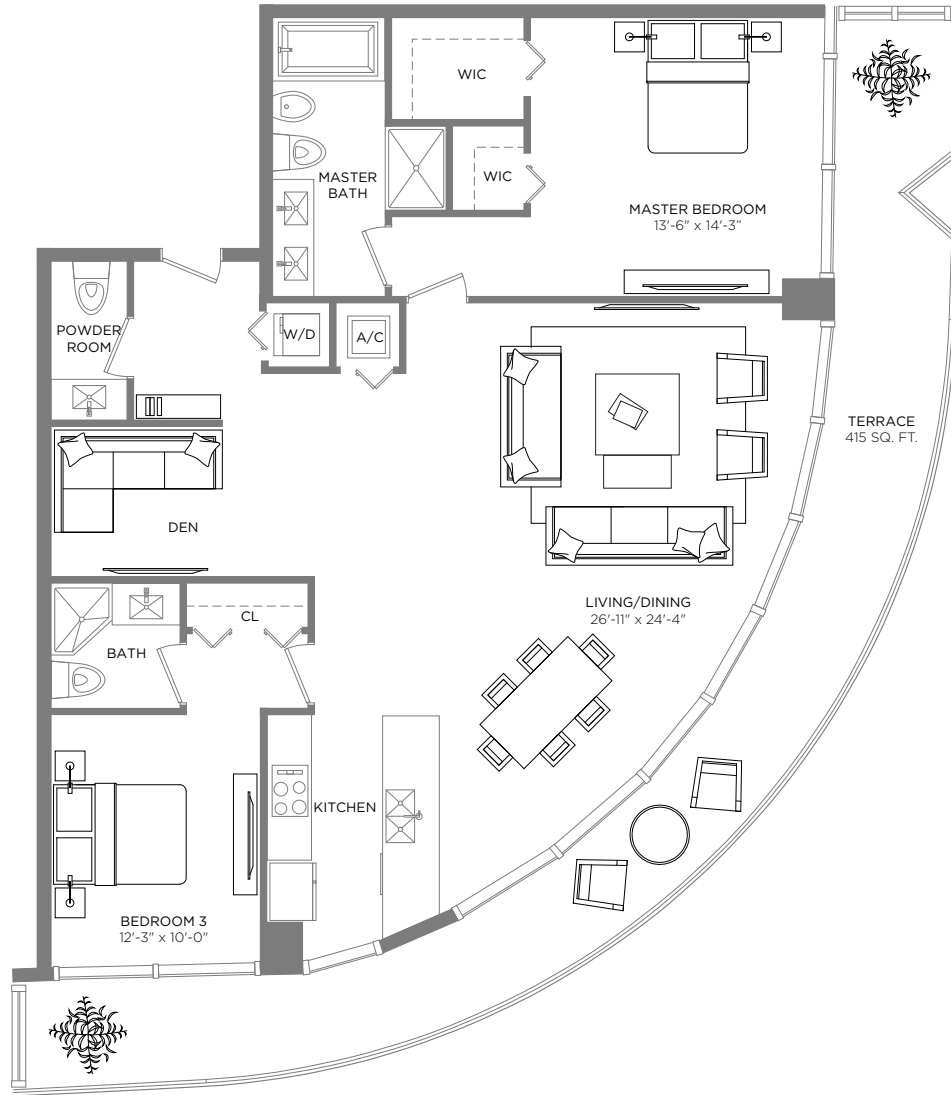 WIC
WIC
MASTER
BATH
MASTER BEDROOM
13'-6" x 14'-3"
POWDER
ROOM
W/D
A/C
TERRACE
415 SQ. FT.
DEN
LIVING/DINING
26'-11" x 24'-4"
CL
BATH
KITCHEN
BEDROOM 3
12'-3" x 10'-0"